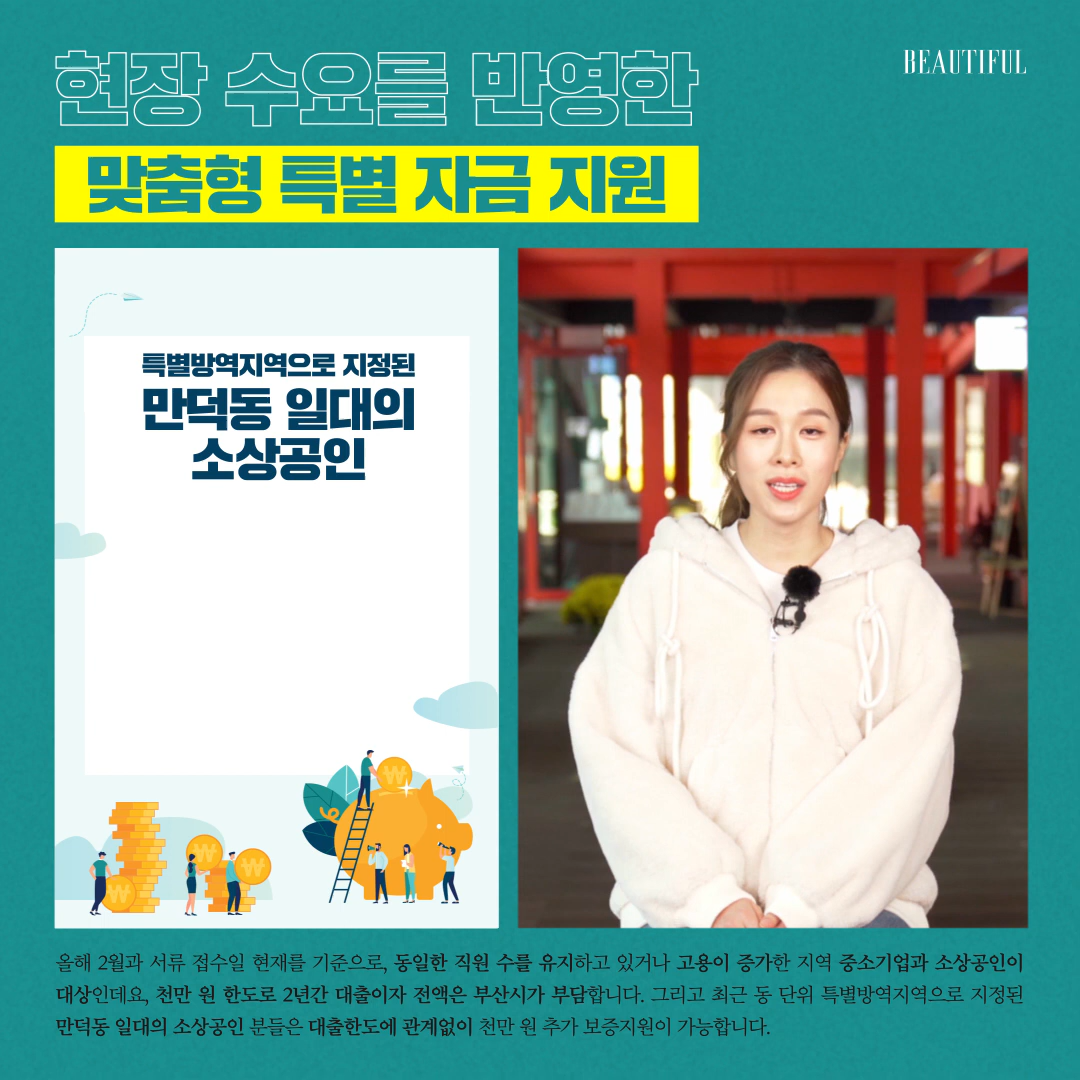 현장 수요를 반영한
BEAUTIFUL
맞춤형 특별 자금 지원
특별방역지역으로 지정된
만덕동 일대의
소상공인
₩
₩
₩
₩
올해 2월과 서류 접수일 현재를 기준으로, 동일한 직원 수를 유지하고 있거나 고용이 증가한 지역 중소기업과 소상공인이
대상인데요, 천만 원 한도로 2년간 대출이자 전액은 부산시가 부담합니다. 그리고 최근 동 단위 특별방역지역으로 지정된
만덕동 일대의 소상공인 분들은 대출한도에 관계없이 천만 원 추가 보증지원이 가능합니다.